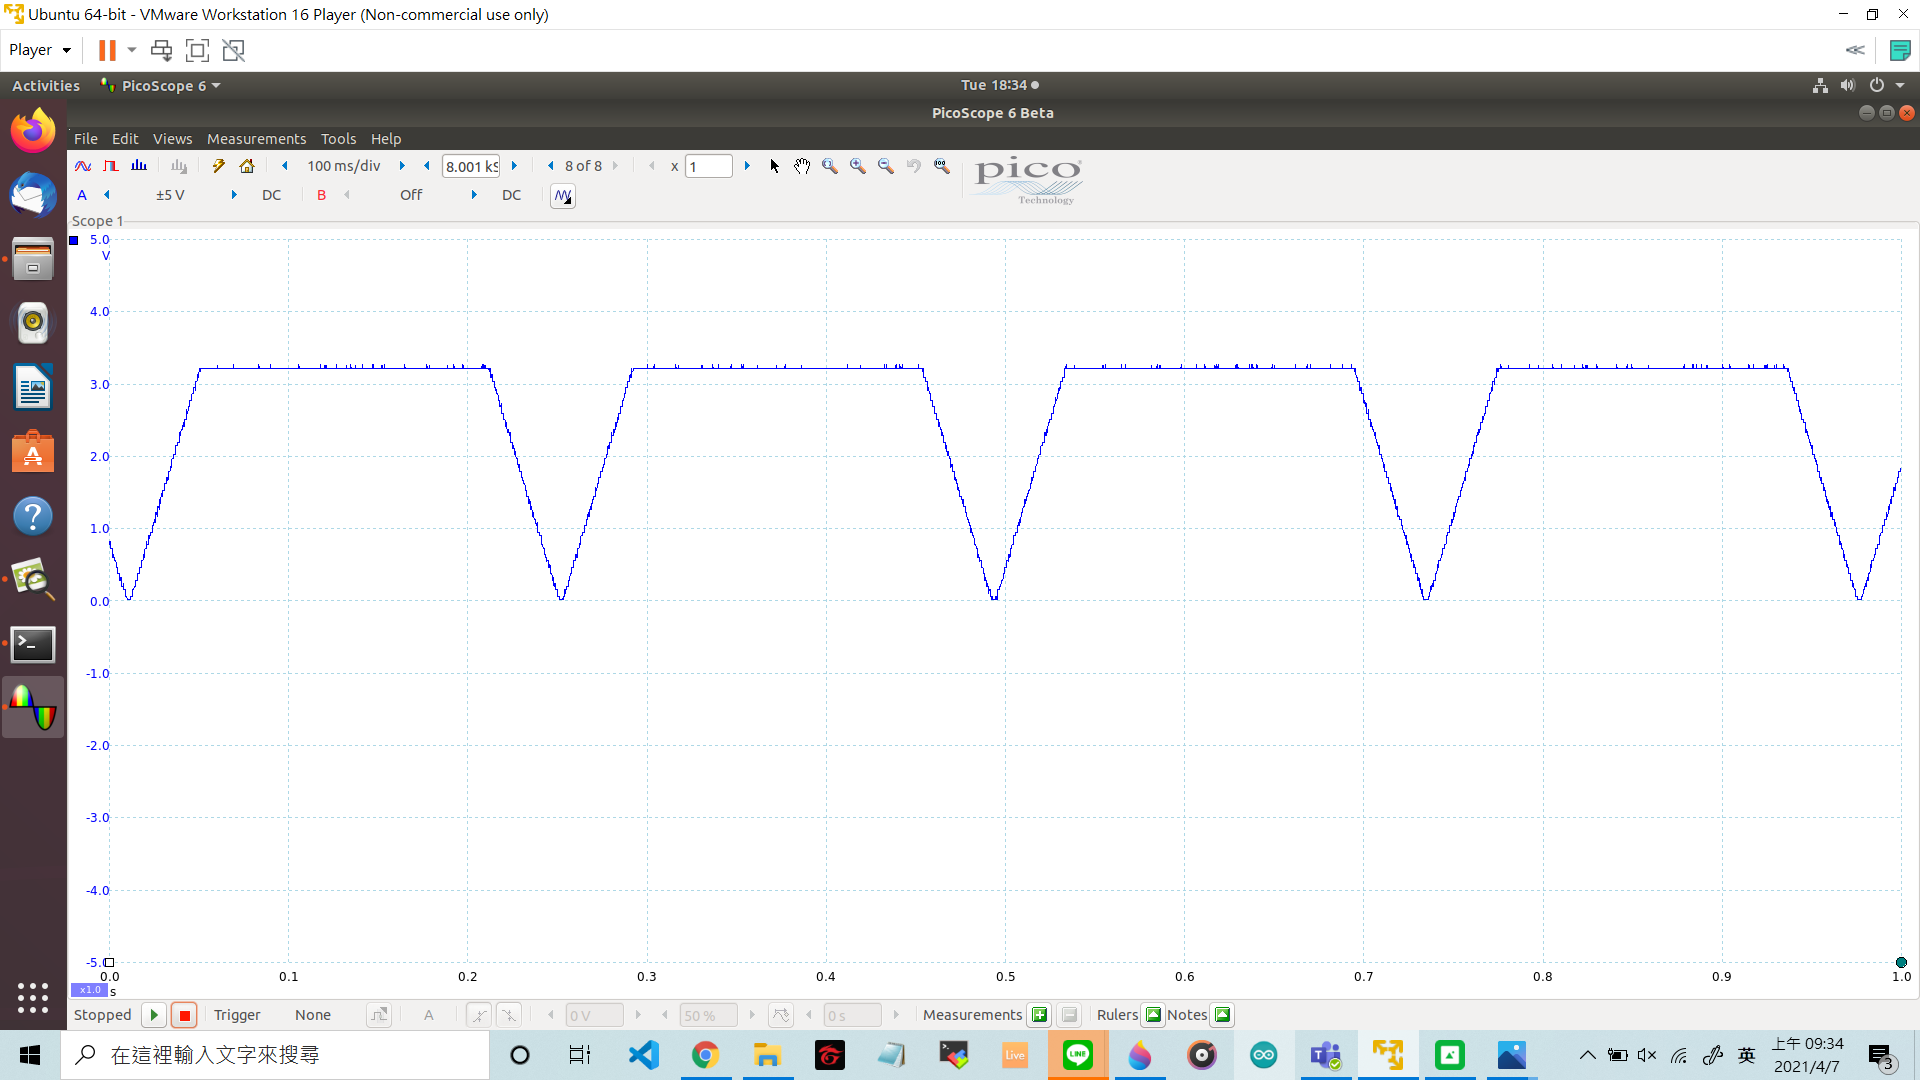 Ubuntu 64-bit - VMware Workstation 16 Player (Non-commercial use only)
Player
Activities PicoScope 6 Tue 18:34
PicoScope 6 Beta
File Edit Views Measurements Tools Help
100 ms/div 8.001 kS 8 of 8 x 1
pico
Technology
A ±5 V DC B Off DC
Scope 1
5.0
V
4.0
3.0
2.0
1.0
0.0
-1.0
-2.0
-3.0
-4.0
-5.0
0.0 0.1 0.2 0.3 0.4 0.5 0.6 0.7 0.8 0.9 1.0
x1.0 s
Stopped Trigger None A 0 V 50 % 0 s Measurements Rulers Notes
在這裡輸入文字來搜尋 Live LINE 英 上午 09:34
2021/4/7 3